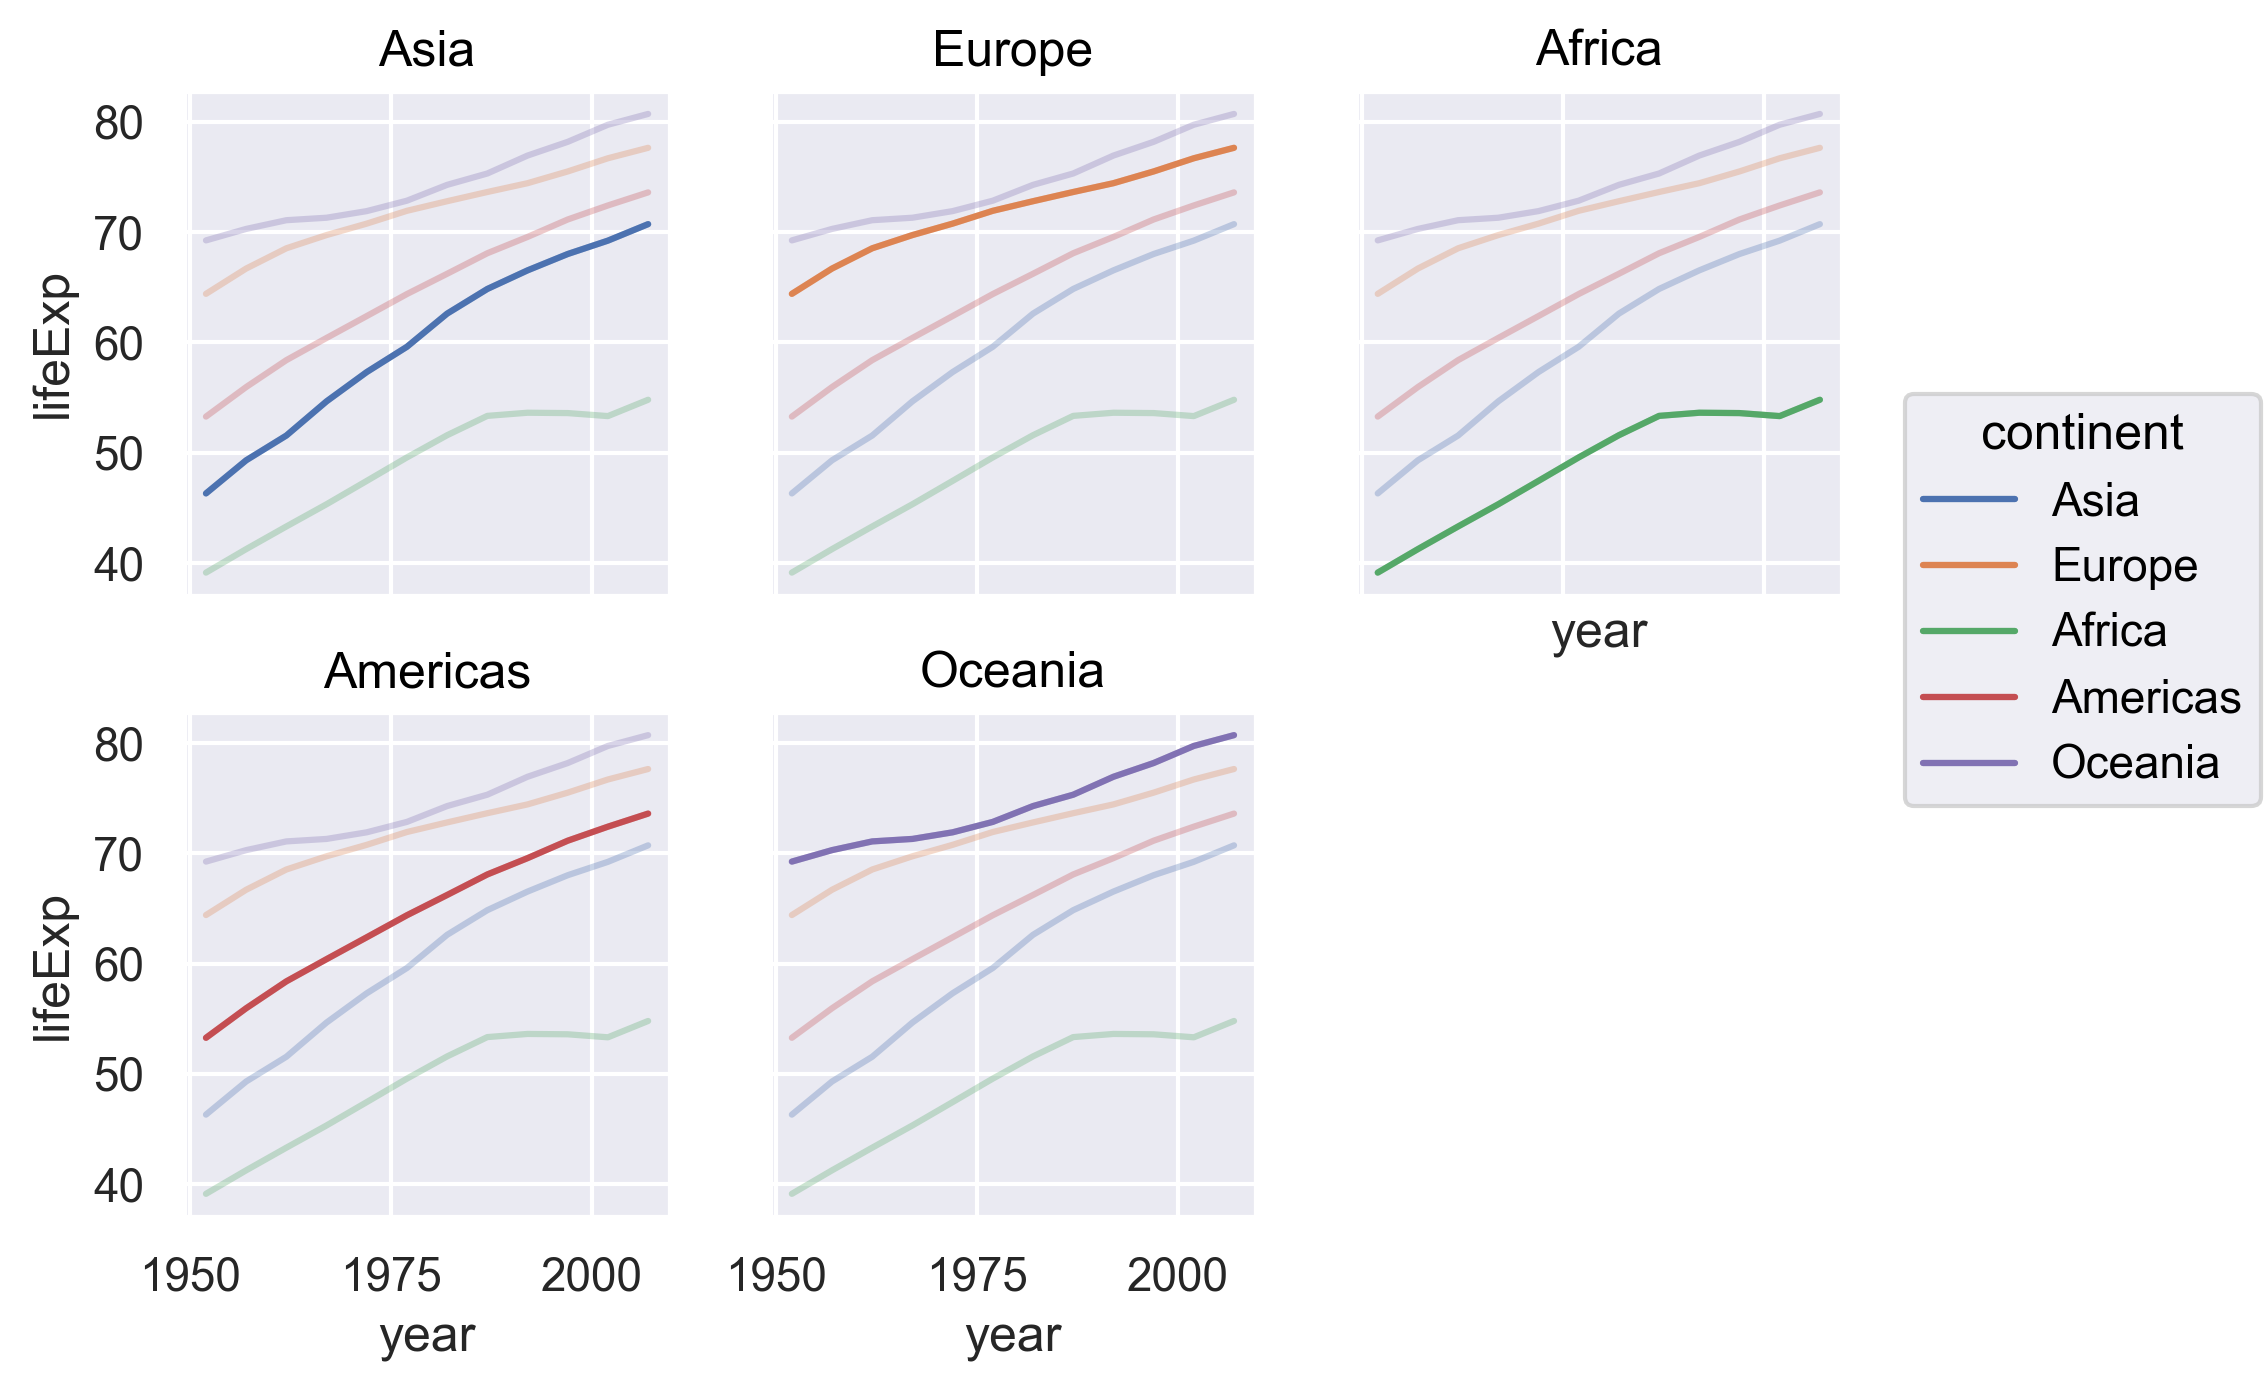 Asia
Europe
Africa
lifeExp
80
70
60
50
40
year
Americas
Oceania
lifeExp
80
70
60
50
40
1950 1975 2000
1950 1975 2000
year
year
continent
Asia
Europe
Africa
Americas
Oceania